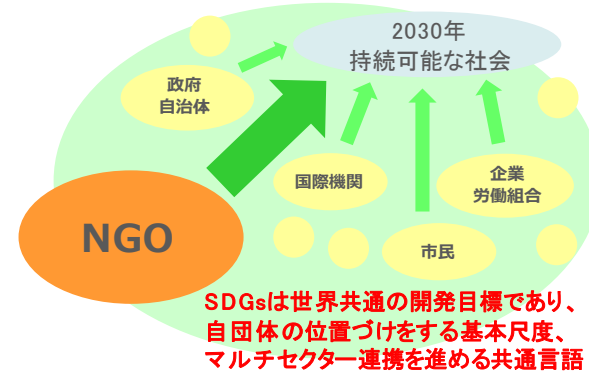 2030年
持続可能な社会
政府
自治体
国際機関
企業
労働組合
NGO
市民
SDGsは世界共通の開発目標であり、
自団体の位置づけをする基本尺度、
マルチセクター連携を進める共通言語